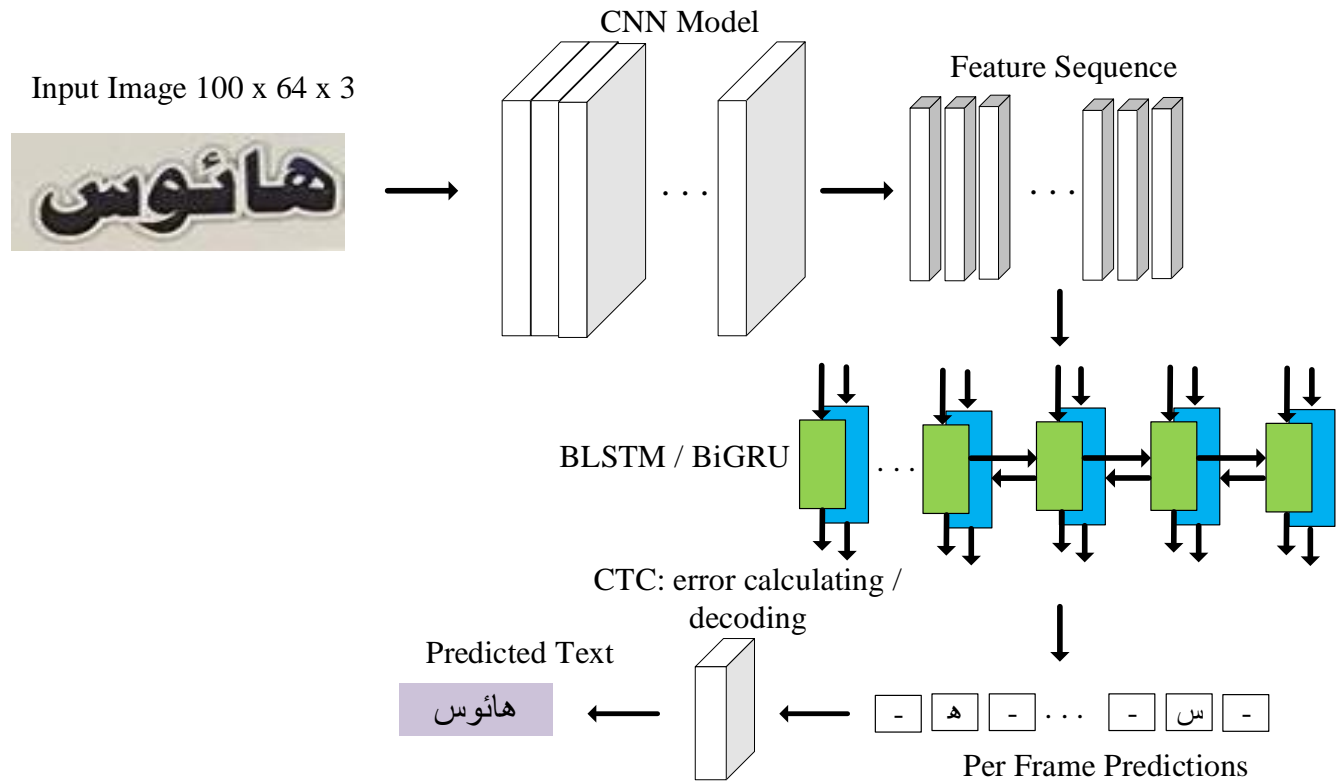 CNN Model
Input Image 100 x 64 x 3
هائوس
Feature Sequence
. . .
. . .
BLSTM / BiGRU
. . .
CTC: error calculating /
decoding
Predicted Text
هائوس
- ه - . . . - س -
Per Frame Predictions